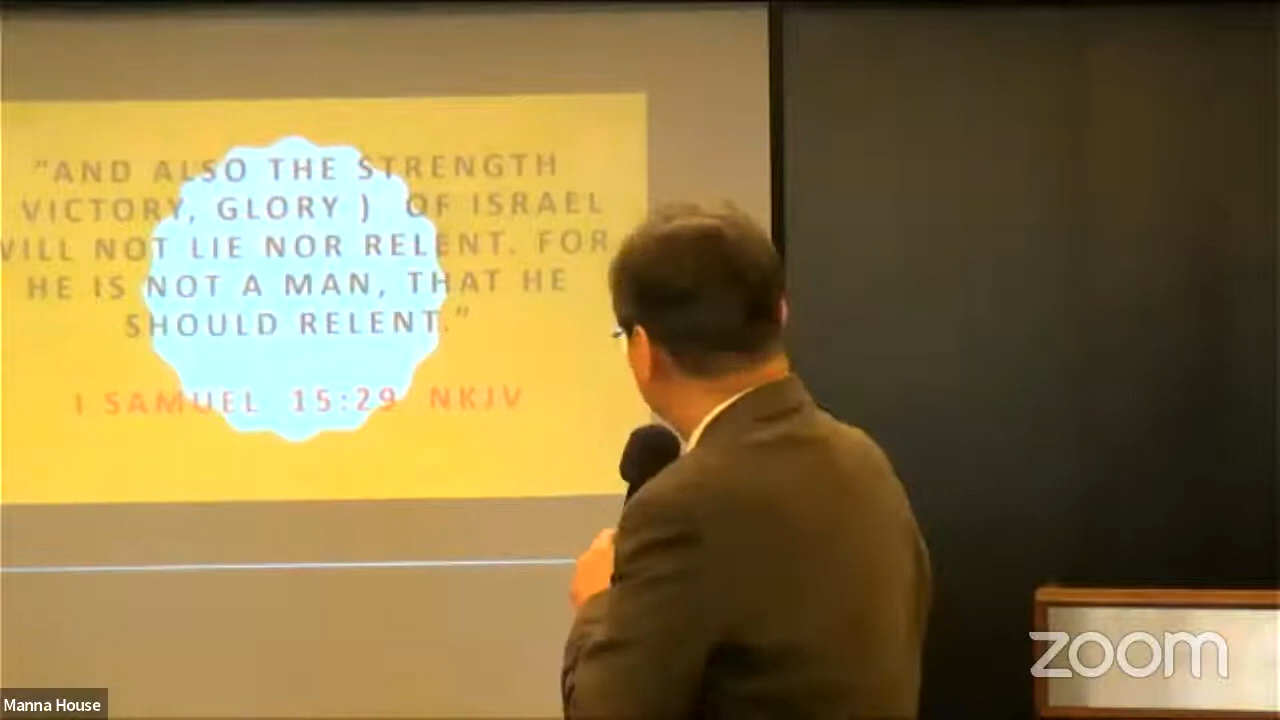 "AND ALSO THE STRENGTH
VICTORY, GLORY ) OF ISRAEL
WILL NOT LIE NOR RELENT. FOR
HE IS NOT A MAN, THAT HE
SHOULD RELENT."
I SAMUEL 15:29 NKJV
zoom
Manna House